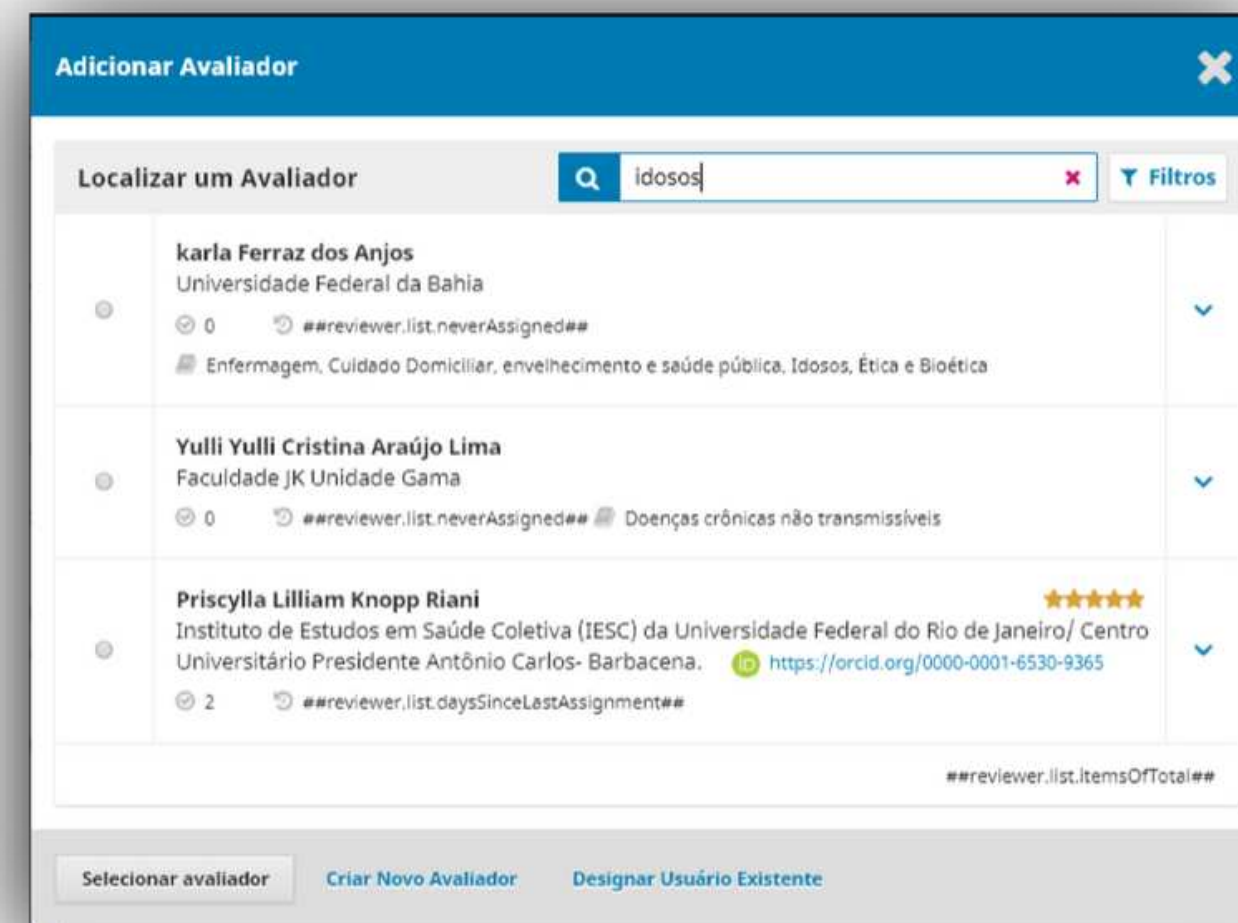 Adicionar Avaliador
Localizar um Avaliador
idosos
Filtros
karla Ferraz dos Anjos
Universidade Federal da Bahia
0 ##reviewer.list.neverAssigned##
Enfermagem, Cuidado Domiciliar, envelhecimento e saúde pública, Idosos, Ética e Bioética
Yulli Yulli Cristina Araújo Lima
Faculdade JK Unidade Gama
0 ##reviewer.list.neverAssigned## Doenças crônicas não transmissíveis
Priscylla Lilliam Knopp Riani
Instituto de Estudos em Saúde Coletiva (IESC) da Universidade Federal do Rio de Janeiro/ Centro
Universitário Presidente Antônio Carlos- Barbacena. iD https://orcid.org/0000-0001-6530-9365
2 ##reviewer.list.daysSinceLastAssignment##
##reviewer.list.itemsOfTotal##
Selecionar avaliador Criar Novo Avaliador Designar Usuário Existente